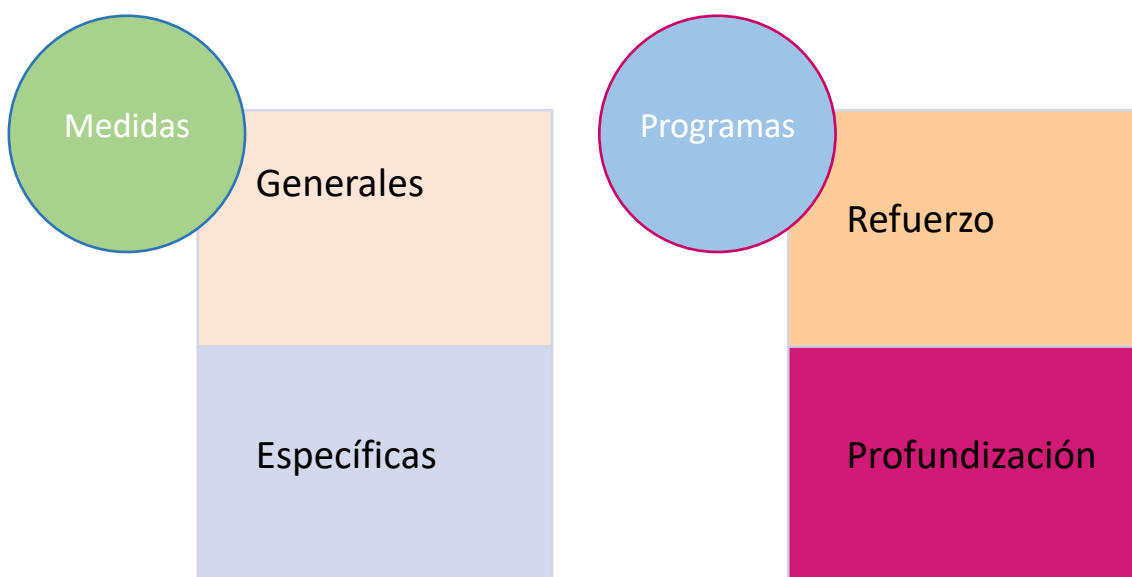 Medidas
Generales
Específicas
Programas
Refuerzo
Profundización